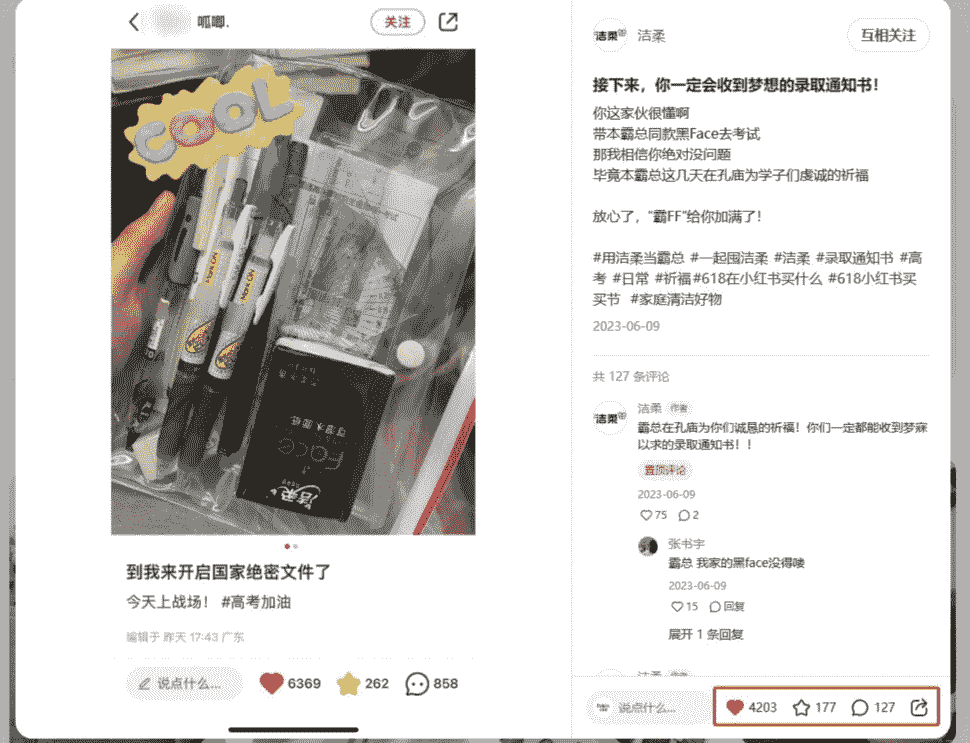 呱唧.
关注
COOL
Face
洁柔
到我来开启国家绝密文件了
今天上战场！ #高考加油
编辑于 昨天 17:43 广东
说点什么...
6369
262
858
洁柔
洁柔
互相关注
接下来，你一定会收到梦想的录取通知书！
你这家伙很懂啊
带本霸总同款黑Face去考试
那我相信你绝对没问题
毕竟本霸总这几天在孔庙为学子们虔诚的祈福
放心了，“霸FF”给你加满了！
#用洁柔当霸总 #一起囤洁柔 #洁柔 #录取通知书 #高
考 #日常 #祈福#618在小红书买什么 #618小红书买
买节 #家庭清洁好物
2023-06-09
共 127 条评论
洁柔
洁柔 作者
霸总在孔庙为你们诚恳的祈福！你们一定都能收到梦寐
以求的录取通知书！！
置顶评论
2023-06-09
75 2
张书宇
霸总 我家的黑face没得喽
2023-06-09
15 回复
展开 1 条回复
说点什么...
4203
177
127